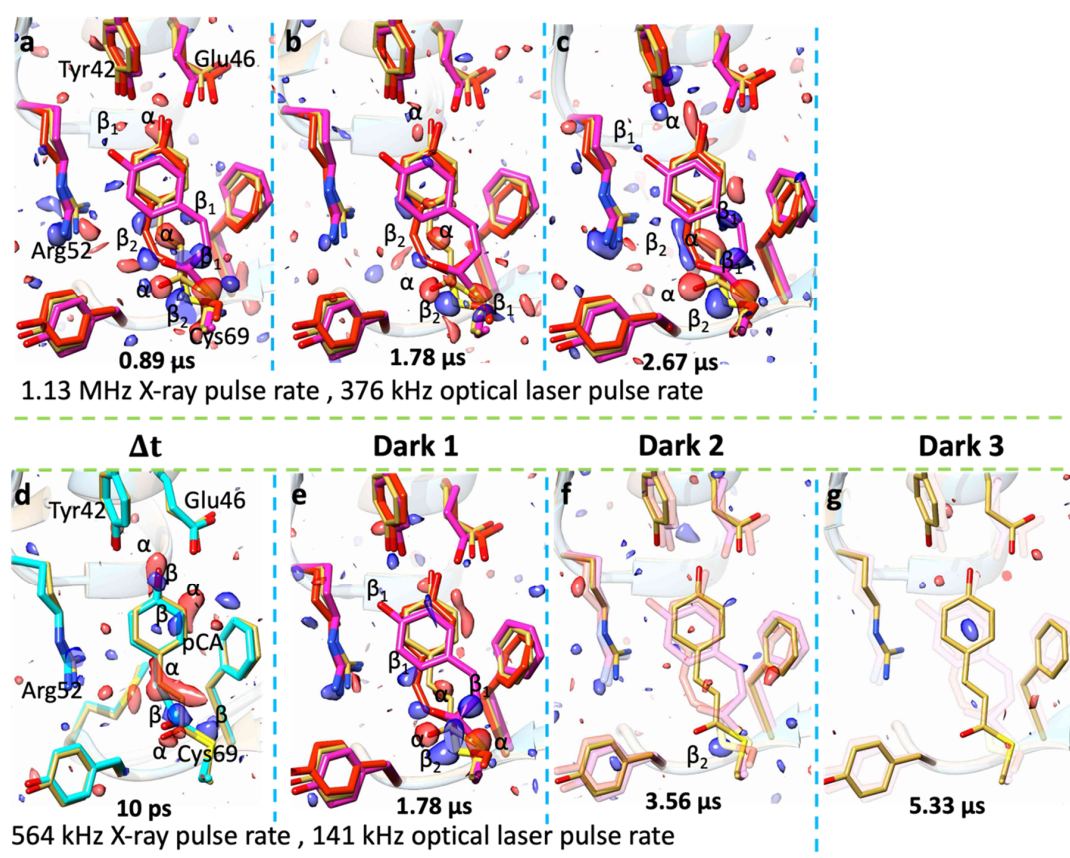 a
b
c
Tyr42
Glu46
α
α
α
β1
β1
β1
β2
α
β1
β2
α
β2
α
β1
Arg52
α
β1
α
α
β2
β2
β1
β2
Cys69
0.89 µs
1.78 µs
2.67 µs
1.13 MHz X-ray pulse rate , 376 kHz optical laser pulse rate
Δt
Dark 1
Dark 2
Dark 3
d
e
f
g
Tyr42
Glu46
α
β
α
β1
β
pCA
α
β1
Arg52
β1
α
β
β
α
Cys69
α
α
β2
β2
10 ps
1.78 µs
3.56 µs
5.33 µs
564 kHz X-ray pulse rate , 141 kHz optical laser pulse rate